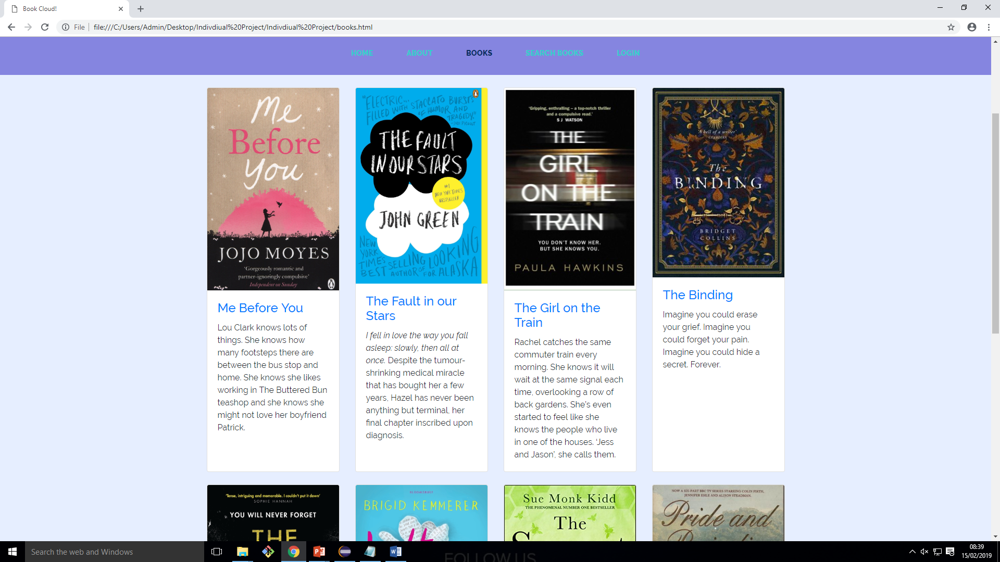 Book Cloud!
File
file:///C:/Users/Admin/Desktop/Indivdiual%20Project/Indivdiual%20Project/books.html
HOME
ABOUT
BOOKS
SEARCH BOOKS
LOGIN
Me
Before
you
JOJO MOYES
‘Gorgeously romantic and
partner-ignoringly compulsive’
Independent on Sunday
Me Before You
Lou Clark knows lots of
things. She knows how
many footsteps there are
between the bus stop and
home. She knows she likes
working in The Buttered Bun
teashop and she knows she
might not love her boyfriend
Patrick.
"ELECTRIC...
FILLED WITH STACCATO BURSTS
OF HUMOR AND
TRAGEDY."
—JODI PICOULT
THE FAULT
IN OUR STARS
#1
NEW YORK TIMES
BESTSELLER
JOHN GREEN
NEW
YORK
TIMES
BESTSELLING
AUTHOR OF
LOOKING
FOR ALASKA
The Fault in our
Stars
I fell in love the way you fall
asleep: slowly, then all at
once. Despite the tumour-
shrinking medical miracle
that has bought her a few
years, Hazel has never been
anything but terminal, her
final chapter inscribed upon
diagnosis.
‘Gripping, enthralling – a top-notch thriller
and a compulsive read.’
S J WATSON
THE
GIRL
ON THE
TRAIN
YOU DON'T KNOW HER.
BUT SHE KNOWS YOU.
PAULA HAWKINS
The Girl on the
Train
Rachel catches the same
commuter train every
morning. She knows it will
wait at the same signal each
time, overlooking a row of
back gardens. She’s even
started to feel like she
knows the people who live
in one of the houses. ‘Jess
and Jason’, she calls them.
‘A hell of a writer’
GUARDIAN
The
BINDING
BRIDGET
COLLINS
The Binding
Imagine you could erase
your grief. Imagine you
could forget your pain.
Imagine you could hide a
secret. Forever.
‘Tense, intriguing and memorable. I couldn't put it down’
SOPHIE HANNAH
YOU WILL NEVER FORGET
THE
BLOOMSBURY
BRIGID KEMMERER
Sue Monk Kidd
THE PHENOMENAL NUMBER ONE BESTSELLER
The
NOW A SIX-PART BBC TV SERIES STARRING COLIN FIRTH,
JENNIFER EHLE AND ALISON STEADMAN.
Pride and
FOLLOW US
Search the web and Windows
08:39
15/02/2019